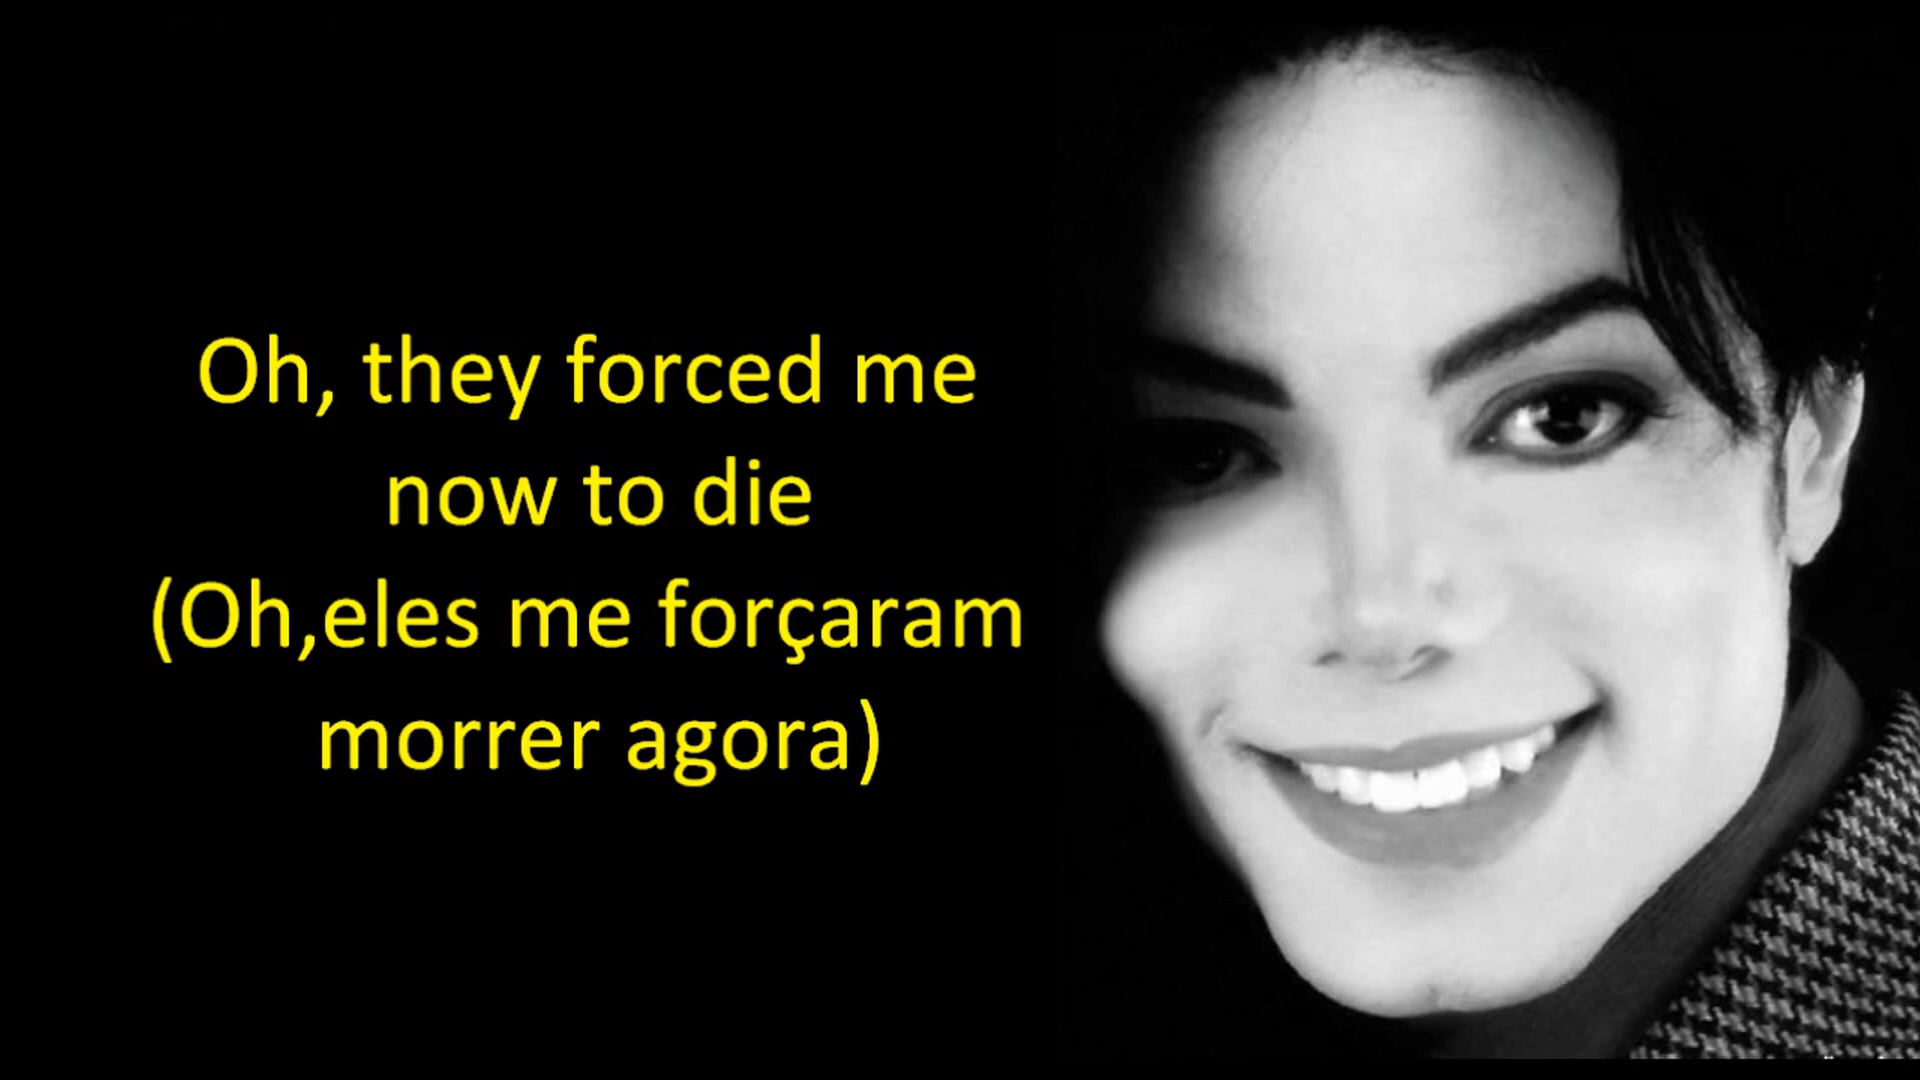 Oh, they forced me
now to die
(Oh,eles me forçaram
morrer agora)